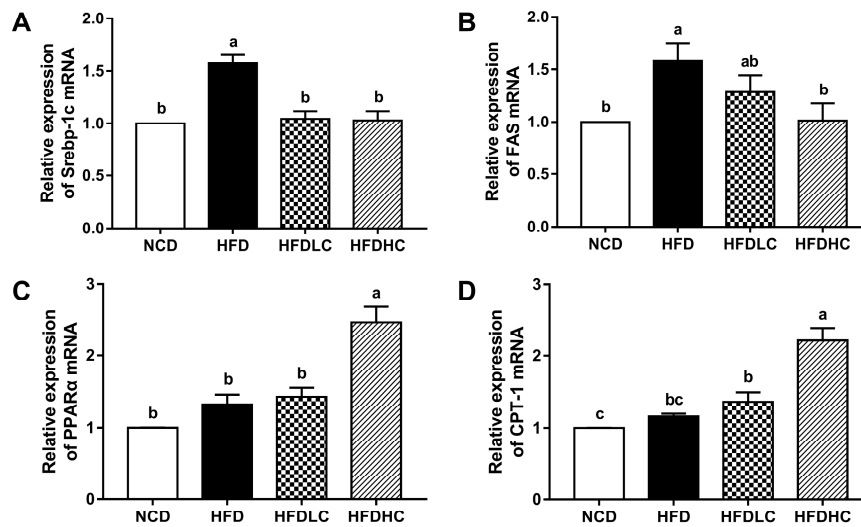 A
Relative expression
of Srebp-1c mRNA
2.0
1.5
1.0
0.5
0.0
b
a
b
b
NCD
HFD
HFDLC
HFDHC
B
Relative expression
of FAS mRNA
2.0
1.5
1.0
0.5
0.0
b
a
ab
b
NCD
HFD
HFDLC
HFDHC
C
Relative expression
of PPARα mRNA
3
2
1
0
b
b
b
a
NCD
HFD
HFDLC
HFDHC
D
Relative expression
of CPT-1 mRNA
3
2
1
0
c
bc
b
a
NCD
HFD
HFDLC
HFDHC